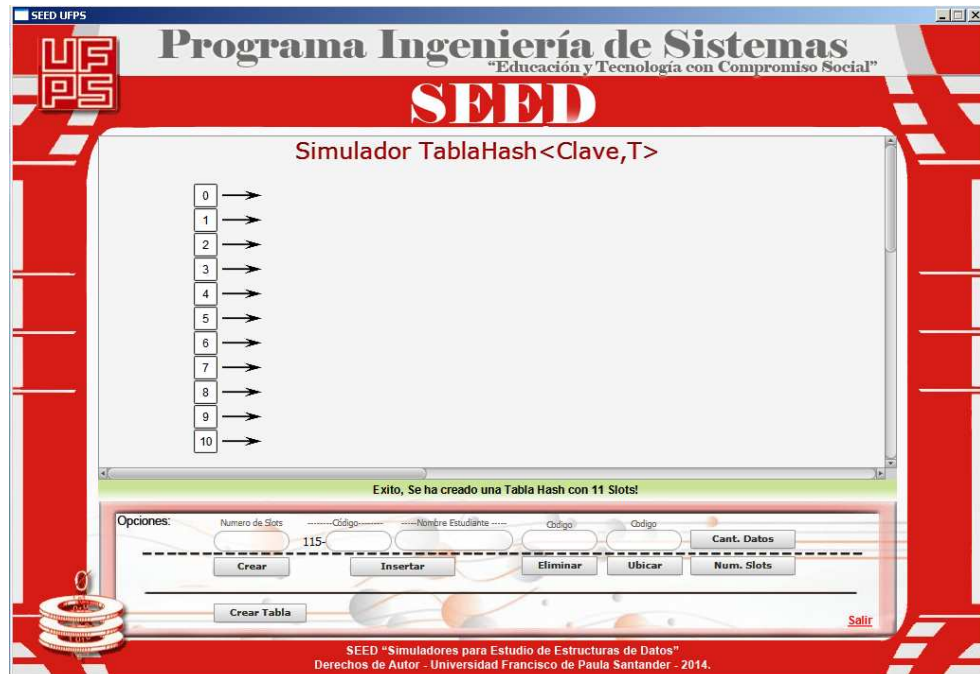 SEED UFPS
UFPS
Programa Ingeniería de Sistemas
“Educación y Tecnología con Compromiso Social”
SEED
Simulador TablaHash<Clave,T>
0
1
2
3
4
5
6
7
8
9
10
Exito, Se ha creado una Tabla Hash con 11 Slots!
Opciones:
Numero de Slots --------Código-------- -----Nombre Estudiante ----- Codigo Codigo
115- Cant. Datos
Crear Insertar Eliminar Ubicar Num. Slots
Crear Tabla
Salir
SEED “Simuladores para Estudio de Estructuras de Datos”
Derechos de Autor - Universidad Francisco de Paula Santander - 2014.